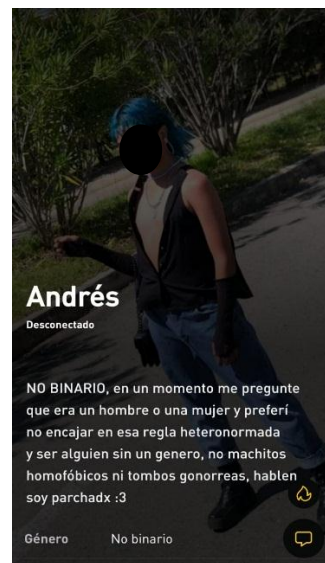 Andrés
Desconectado
NO BINARIO, en un momento me pregunte
que era un hombre o una mujer y preferí
no encajar en esa regla heteronormada
y ser alguien sin un genero, no machitos
homofóbicos ni tombos gonorreas, hablen
soy parchadx :3
Género No binario